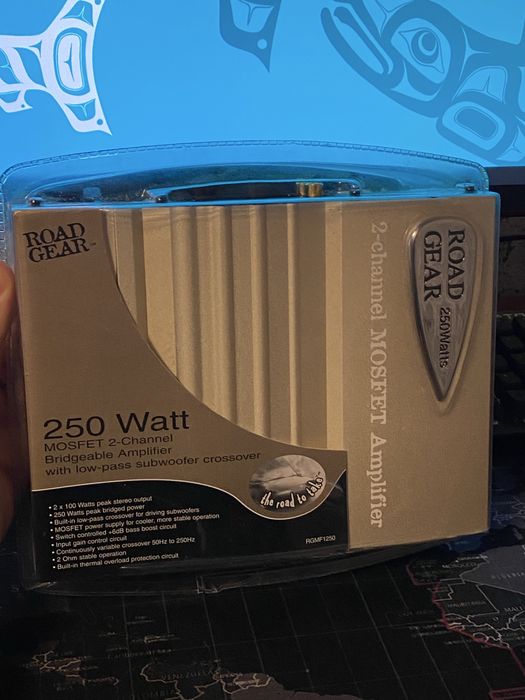 ROAD
GEAR™
250 Watt
MOSFET 2-Channel
Bridgeable Amplifier
with low-pass subwoofer crossover
• 2 x 100 Watts peak stereo output
• 250 Watts peak bridged power
• Built-in low-pass crossover for driving subwoofers
• MOSFET power supply for cooler, more stable operation
• Switch controlled +6dB bass boost circuit
• Input gain control circuit
• Continuously variable crossover 50Hz to 250Hz
• 2 Ohm stable operation
• Built-in thermal overload protection circuit
the road to take™
RGMF1250
2-channel MOSFET Amplifier
ROAD
GEAR
250Watts
VENEZUELA
COLOMBIA